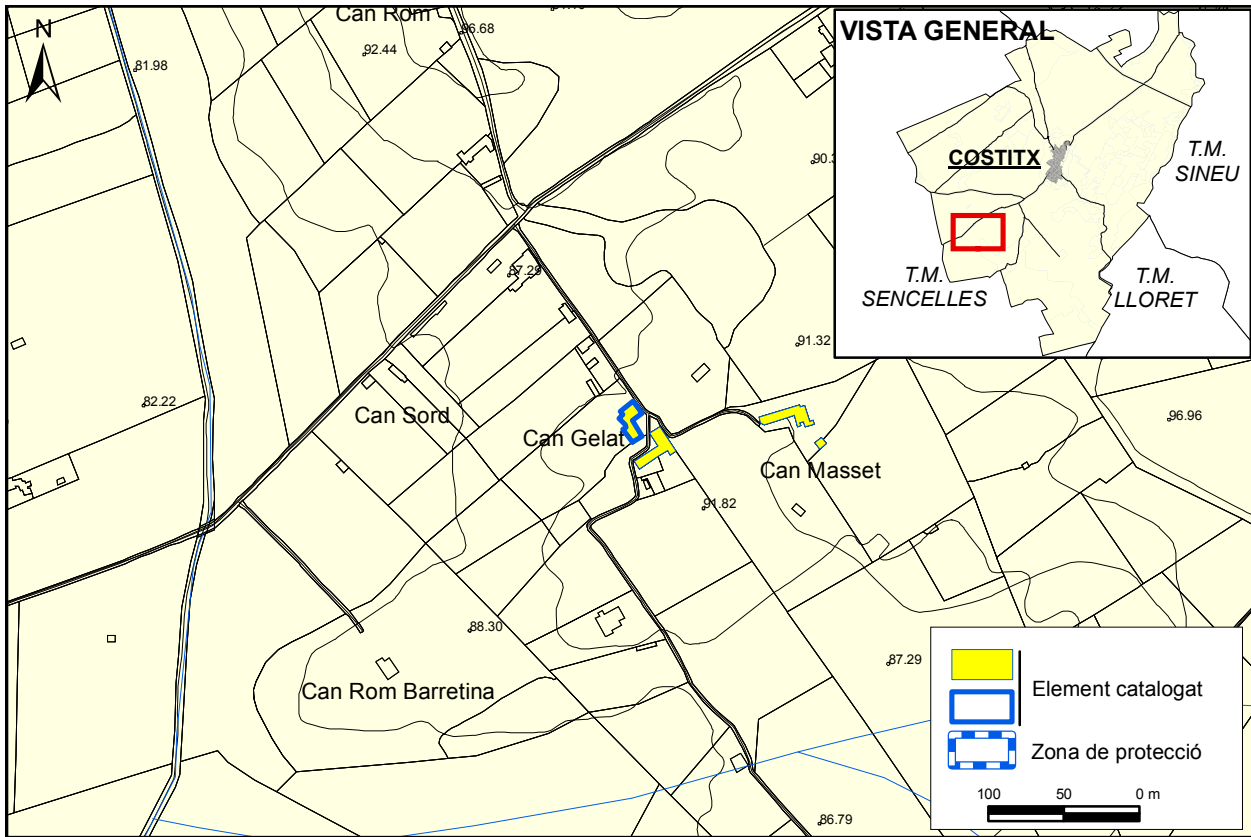 Can Rom
N
96.68
92.44
81.98
VISTA GENERAL
COSTITX
T.M.
SINEU
T.M.
SENCELLES
T.M.
LLORET
87.29
91.32
82.22
Can Sord
Can Gelat
96.96
Can Masset
91.82
88.30
87.29
Can Rom Barretina
Element catalogat
Zona de protecció
100 50 0 m
86.79